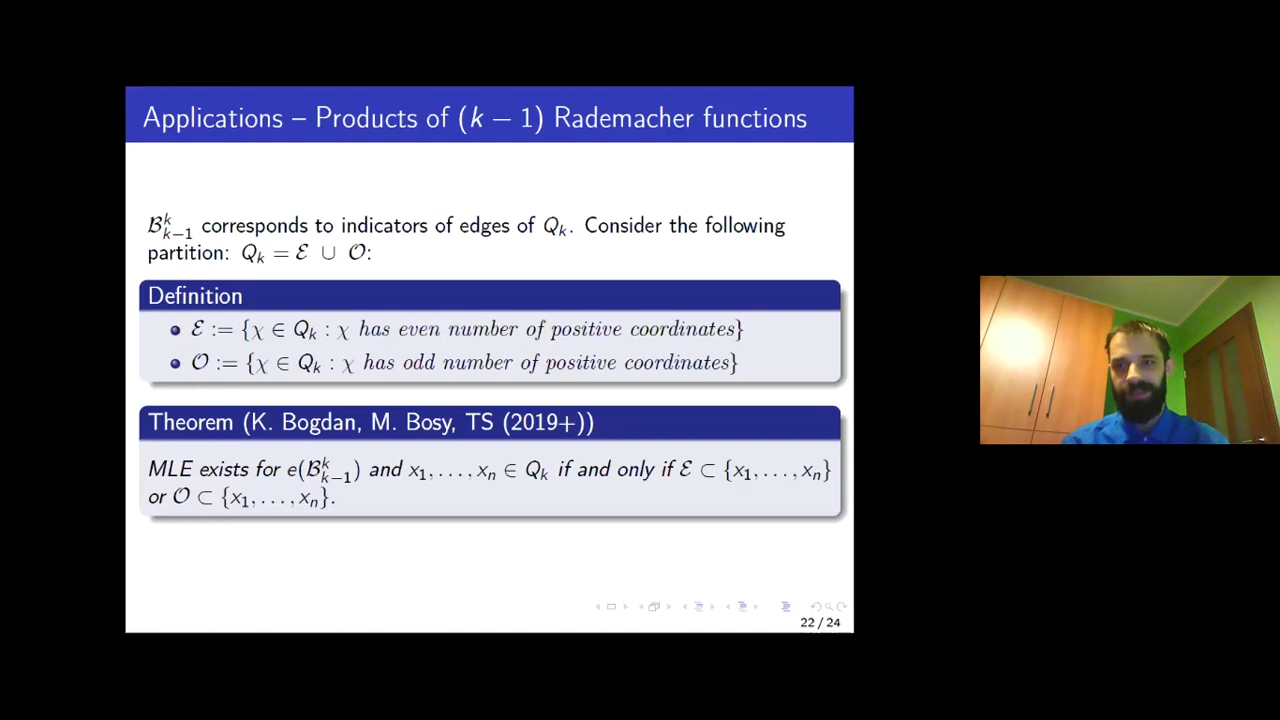 Applications – Products of (k − 1) Rademacher functions
ℬ^k_{k−1} corresponds to indicators of edges of Q_k. Consider the following
partition: Q_k = ℰ ∪ 𝒪:
Definition
• ℰ := {χ ∈ Q_k : χ has even number of positive coordinates}
• 𝒪 := {χ ∈ Q_k : χ has odd number of positive coordinates}
Theorem (K. Bogdan, M. Bosy, TS (2019+))
MLE exists for e(ℬ^k_{k−1}) and x_1, . . . , x_n ∈ Q_k if and only if ℰ ⊂ {x_1, . . . , x_n}
or 𝒪 ⊂ {x_1, . . . , x_n}.
22 / 24